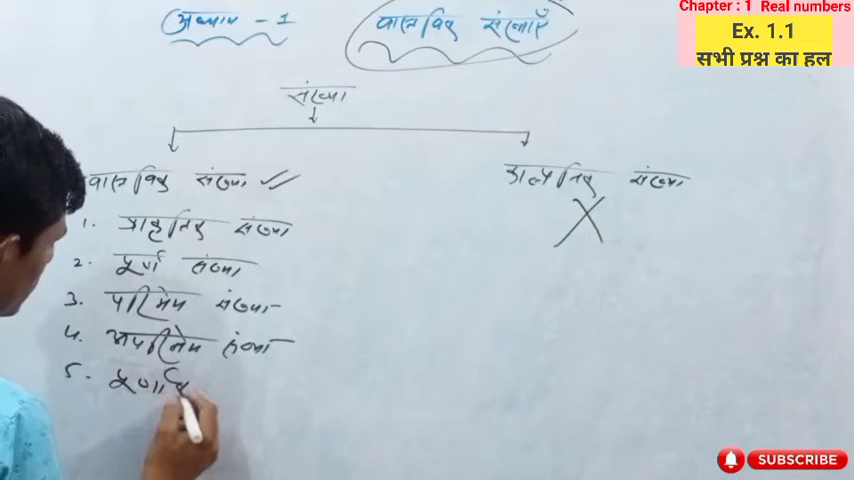 अध्याय - 1
वास्तविक संख्याएँ
Chapter : 1 Real numbers
Ex. 1.1
सभी प्रश्न का हल
संख्या
वास्तविक संख्या
काल्पनिक संख्या
1. प्राकृतिक संख्या
2. पूर्ण संख्या
3. परिमेय संख्या
4. अपरिमेय संख्या
5. पूर्णांक
SUBSCRIBE